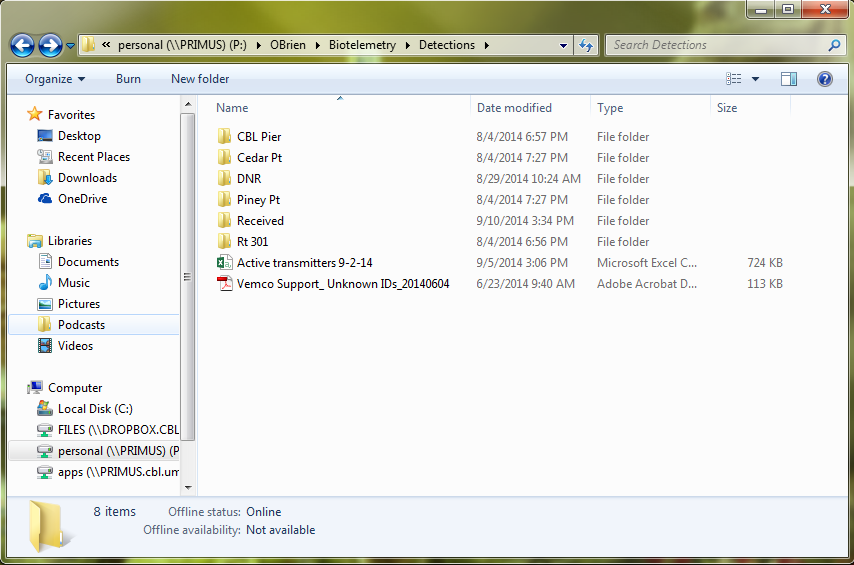 « personal (\\PRIMUS) (P:) ▸ OBrien ▸ Biotelemetry ▸ Detections ▸
Search Detections
Organize Burn New folder
Favorites
Desktop
Recent Places
Downloads
OneDrive
Libraries
Documents
Music
Pictures
Podcasts
Videos
Computer
Local Disk (C:)
FILES (\\DROPBOX.CBL
personal (\\PRIMUS) (P
apps (\\PRIMUS.cbl.um
Name Date modified Type Size
CBL Pier 8/4/2014 6:57 PM File folder
Cedar Pt 8/4/2014 7:27 PM File folder
DNR 8/29/2014 10:24 AM File folder
Piney Pt 8/4/2014 7:27 PM File folder
Received 9/10/2014 3:34 PM File folder
Rt 301 8/4/2014 6:56 PM File folder
Active transmitters 9-2-14 9/5/2014 3:06 PM Microsoft Excel C... 724 KB
Vemco Support_ Unknown IDs_20140604 6/23/2014 9:40 AM Adobe Acrobat D... 113 KB
8 items Offline status: Online
Offline availability: Not available